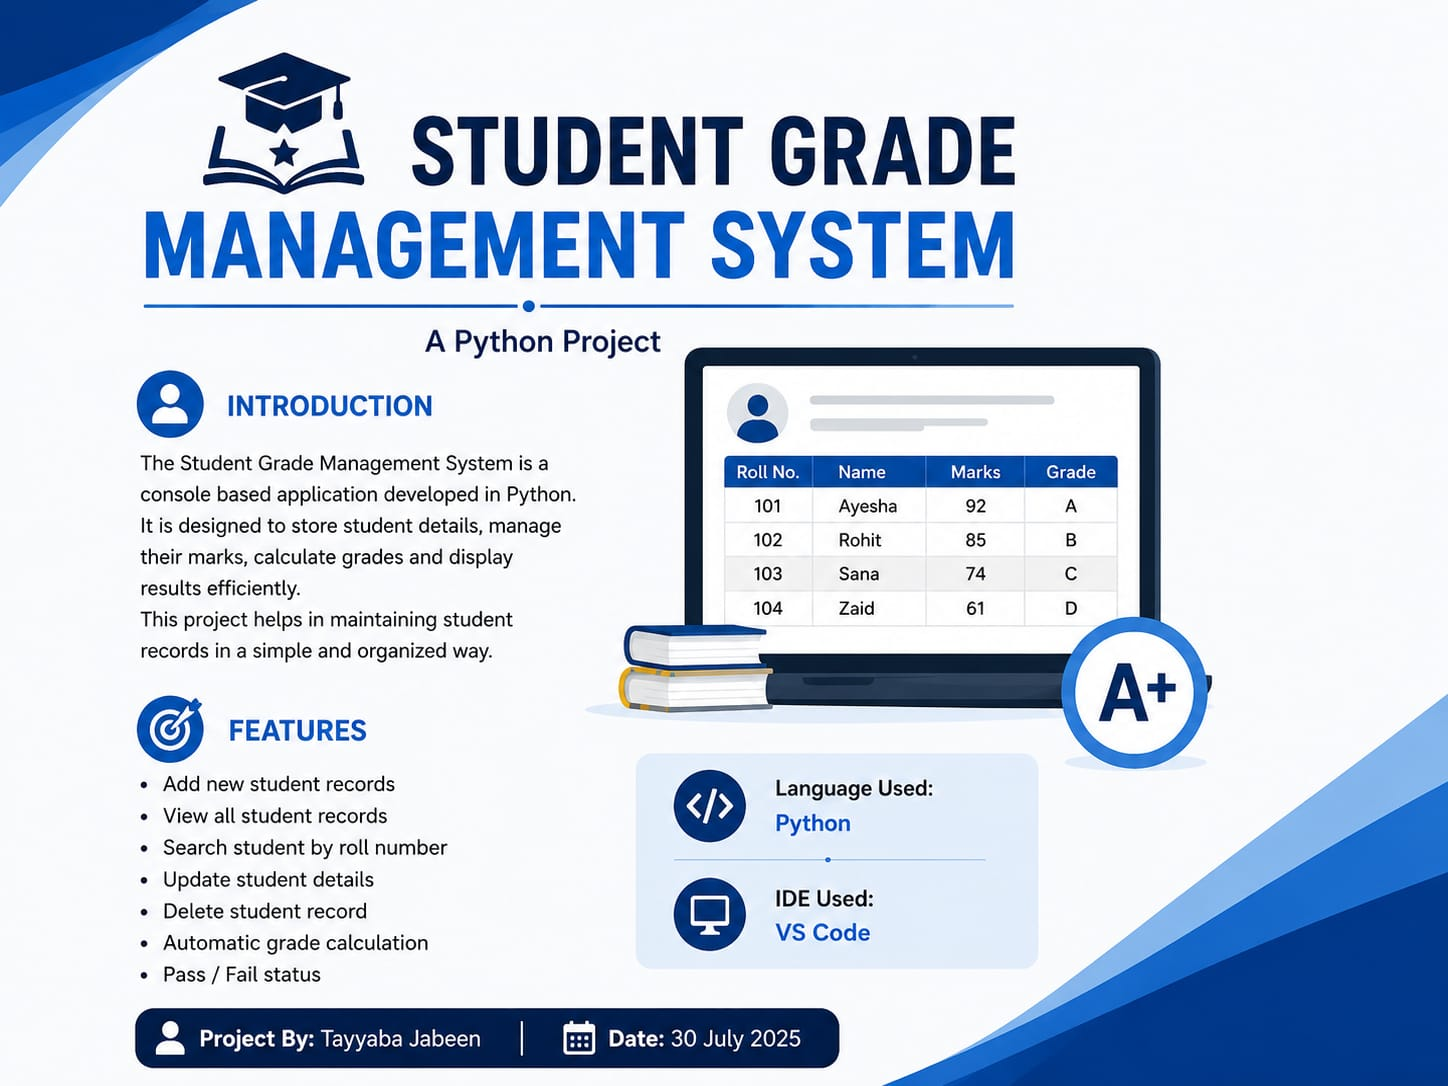 STUDENT GRADE
MANAGEMENT SYSTEM
A Python Project
INTRODUCTION
The Student Grade Management System is a
console based application developed in Python.
It is designed to store student details, manage
their marks, calculate grades and display
results efficiently.
This project helps in maintaining student
records in a simple and organized way.
FEATURES
• Add new student records
• View all student records
• Search student by roll number
• Update student details
• Delete student record
• Automatic grade calculation
• Pass / Fail status
Roll No. Name Marks Grade
101 Ayesha 92 A
102 Rohit 85 B
103 Sana 74 C
104 Zaid 61 D
A+
</>
Language Used:
Python
IDE Used:
VS Code
Project By: Tayyaba Jabeen | Date: 30 July 2025